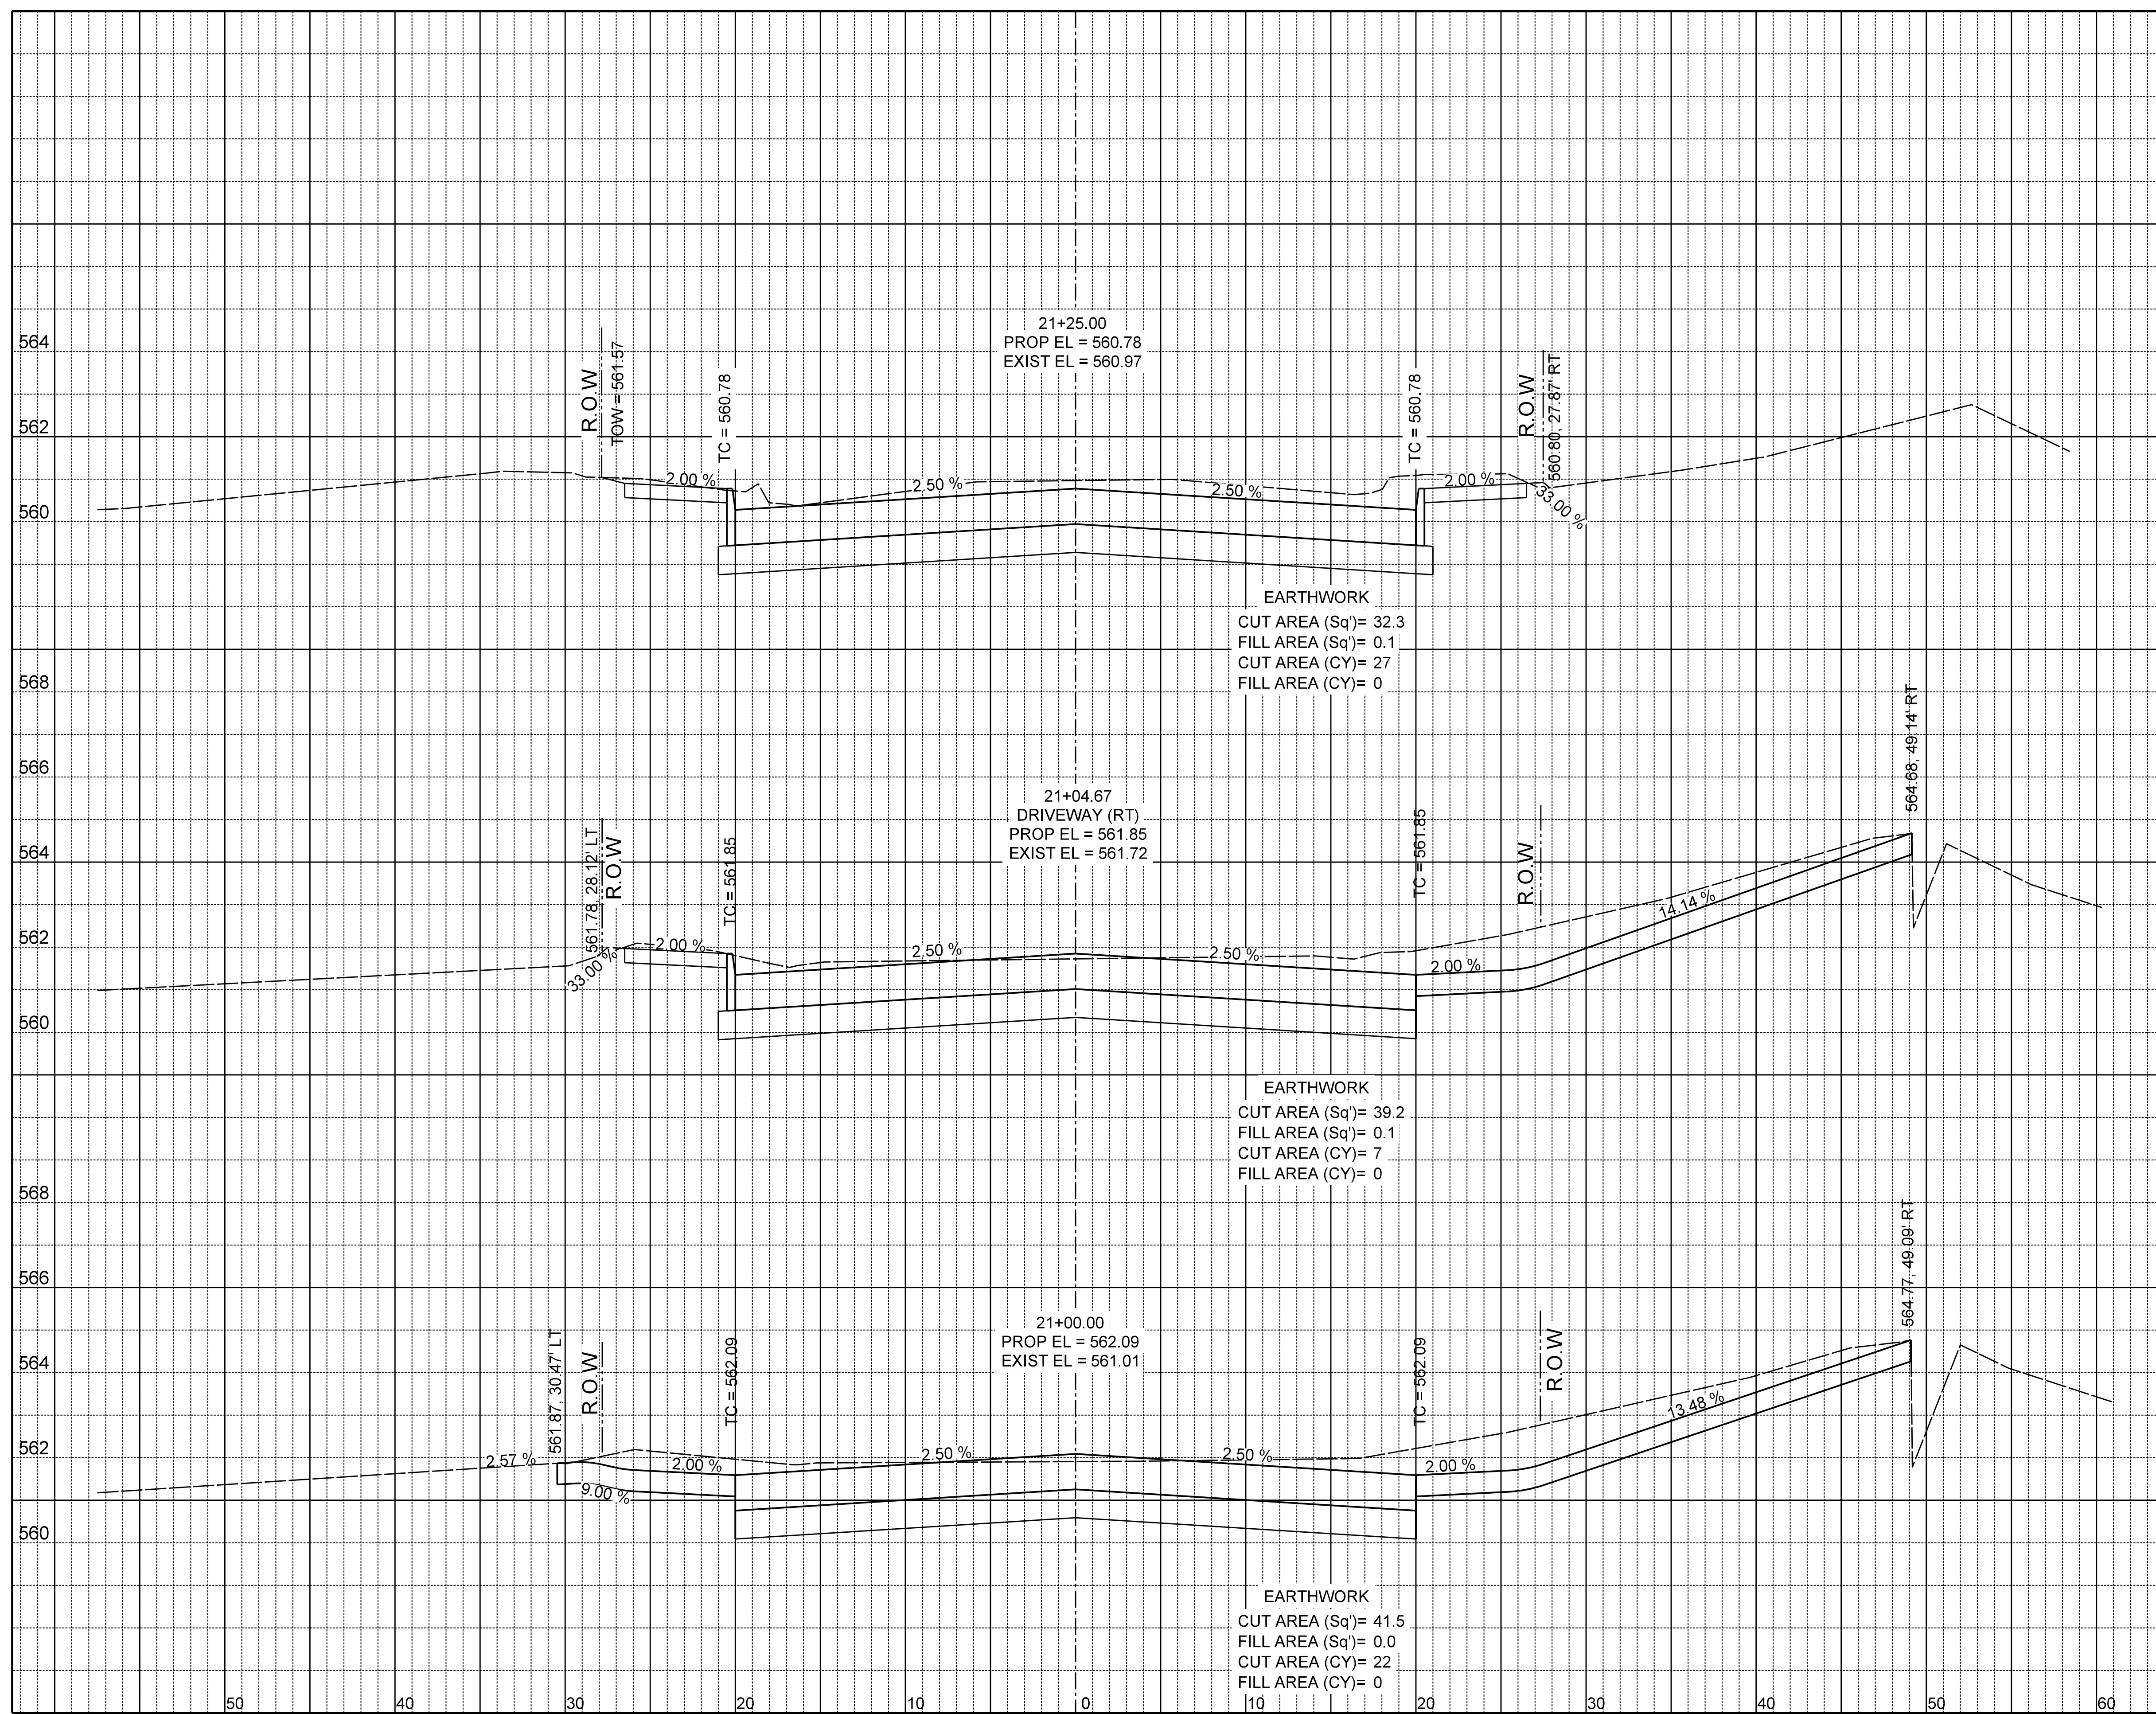 21+25.00
PROP EL = 560.78
EXIST EL = 560.97
564
562
560
R.O.W
TOW = 561.57
TC = 560.78
TC = 560.78
R.O.W
560.80, 27.87' RT
2.00 %
2.50 %
2.50 %
2.00 %
33.00 %
EARTHWORK
CUT AREA (Sq')= 32.3
FILL AREA (Sq')= 0.1
CUT AREA (CY)= 27
FILL AREA (CY)= 0
21+04.67
DRIVEWAY (RT)
PROP EL = 561.85
EXIST EL = 561.72
568
566
564
562
560
561.78, 28.12' LT
R.O.W
TC = 561.85
TC = 561.85
R.O.W
564.68, 49.14' RT
33.00 %
2.00 %
2.50 %
2.50 %
2.00 %
14.14 %
EARTHWORK
CUT AREA (Sq')= 39.2
FILL AREA (Sq')= 0.1
CUT AREA (CY)= 7
FILL AREA (CY)= 0
21+00.00
PROP EL = 562.09
EXIST EL = 561.01
568
566
564
562
560
561.87, 30.47' LT
R.O.W
TC = 562.09
TC = 562.09
R.O.W
564.77, 49.09' RT
2.57 %
9.00 %
2.00 %
2.50 %
2.50 %
2.00 %
13.48 %
EARTHWORK
CUT AREA (Sq')= 41.5
FILL AREA (Sq')= 0.0
CUT AREA (CY)= 22
FILL AREA (CY)= 0
50 40 30 20 10 0 10 20 30 40 50 60